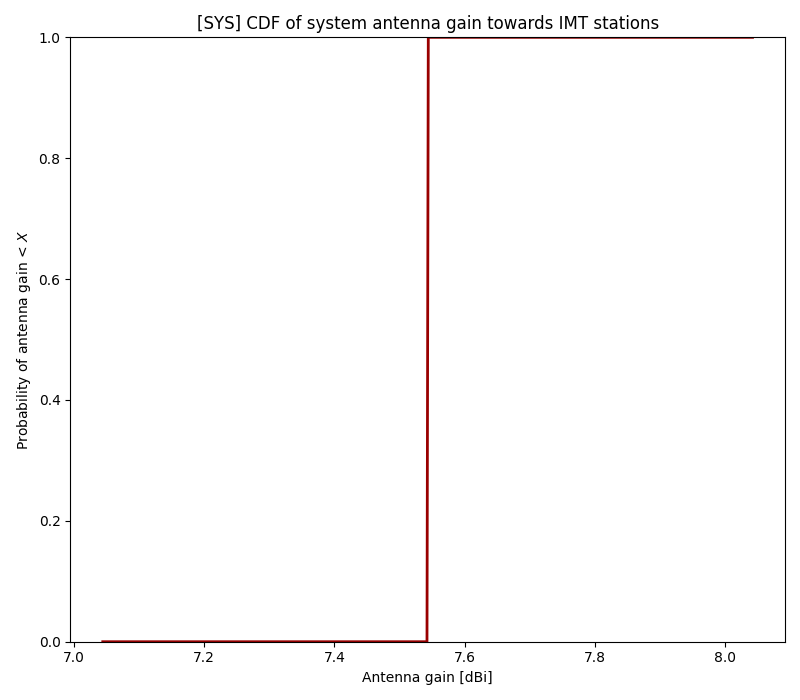 [SYS] CDF of system antenna gain towards IMT stations
1.0
0.8
0.6
0.4
0.2
0.0
Probability of antenna gain < X
7.0 7.2 7.4 7.6 7.8 8.0
Antenna gain [dBi]